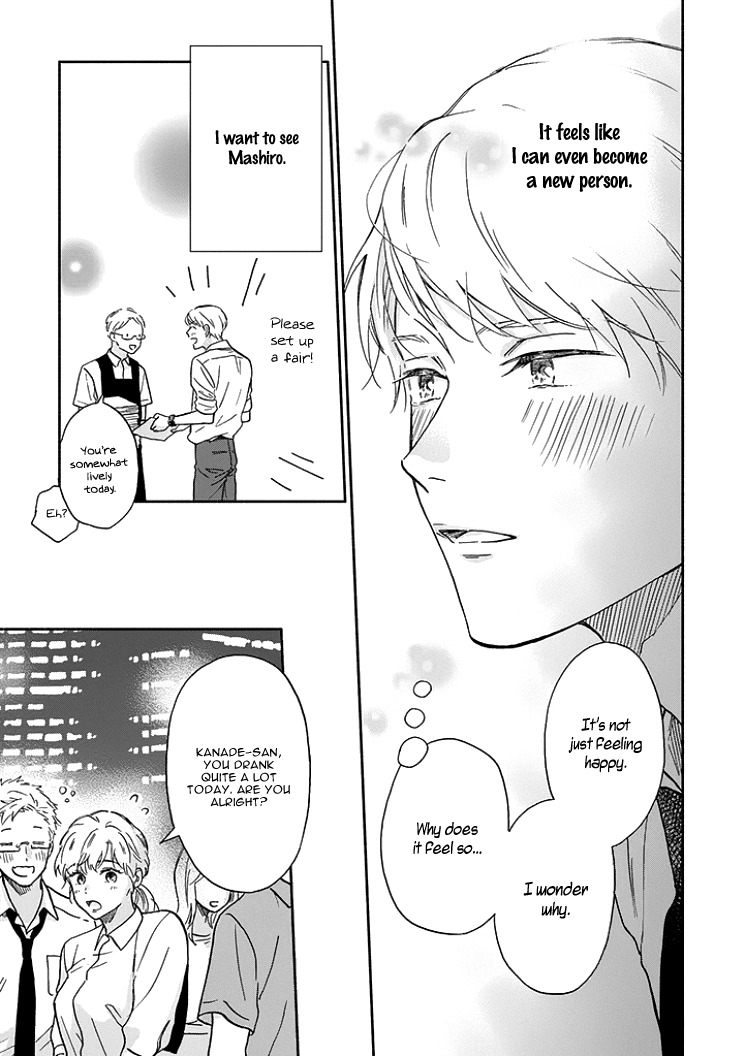 It feels like
I can even become
a new person.
It's not
just feeling
happy.
I wonder
why.
Why does
it feel so...
I want to see
Mashiro.
Please
set up
a fair!
You're
somewhat
lively
today.
Eh?
KANADE-SAN,
YOU DRANK
QUITE A LOT
TODAY. ARE YOU
ALRIGHT?